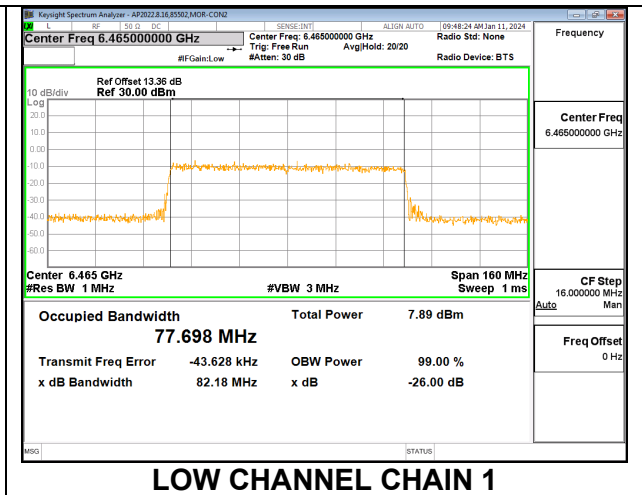 Keysight Spectrum Analyzer - AP2022.8.16,85502,MOR-CON2
LXI L RF 50 Ω DC SENSE:INT ALIGN AUTO 09:48:24 AM Jan 11, 2024
Center Freq 6.465000000 GHz
Center Freq: 6.465000000 GHz Radio Std: None
Trig: Free Run Avg|Hold: 20/20
#IFGain:Low #Atten: 30 dB Radio Device: BTS
Frequency
Ref Offset 13.36 dB
10 dB/div Ref 30.00 dBm
Log
20.0
10.0
0.00
-10.0
-20.0
-30.0
-40.0
-50.0
-60.0
Center Freq
6.465000000 GHz
Center 6.465 GHz Span 160 MHz
#Res BW 1 MHz #VBW 3 MHz Sweep 1 ms
CF Step
16.000000 MHz
Auto Man
Occupied Bandwidth Total Power 7.89 dBm
77.698 MHz
Transmit Freq Error -43.628 kHz OBW Power 99.00 %
x dB Bandwidth 82.18 MHz x dB -26.00 dB
Freq Offset
0 Hz
MSG STATUS
LOW CHANNEL CHAIN 1